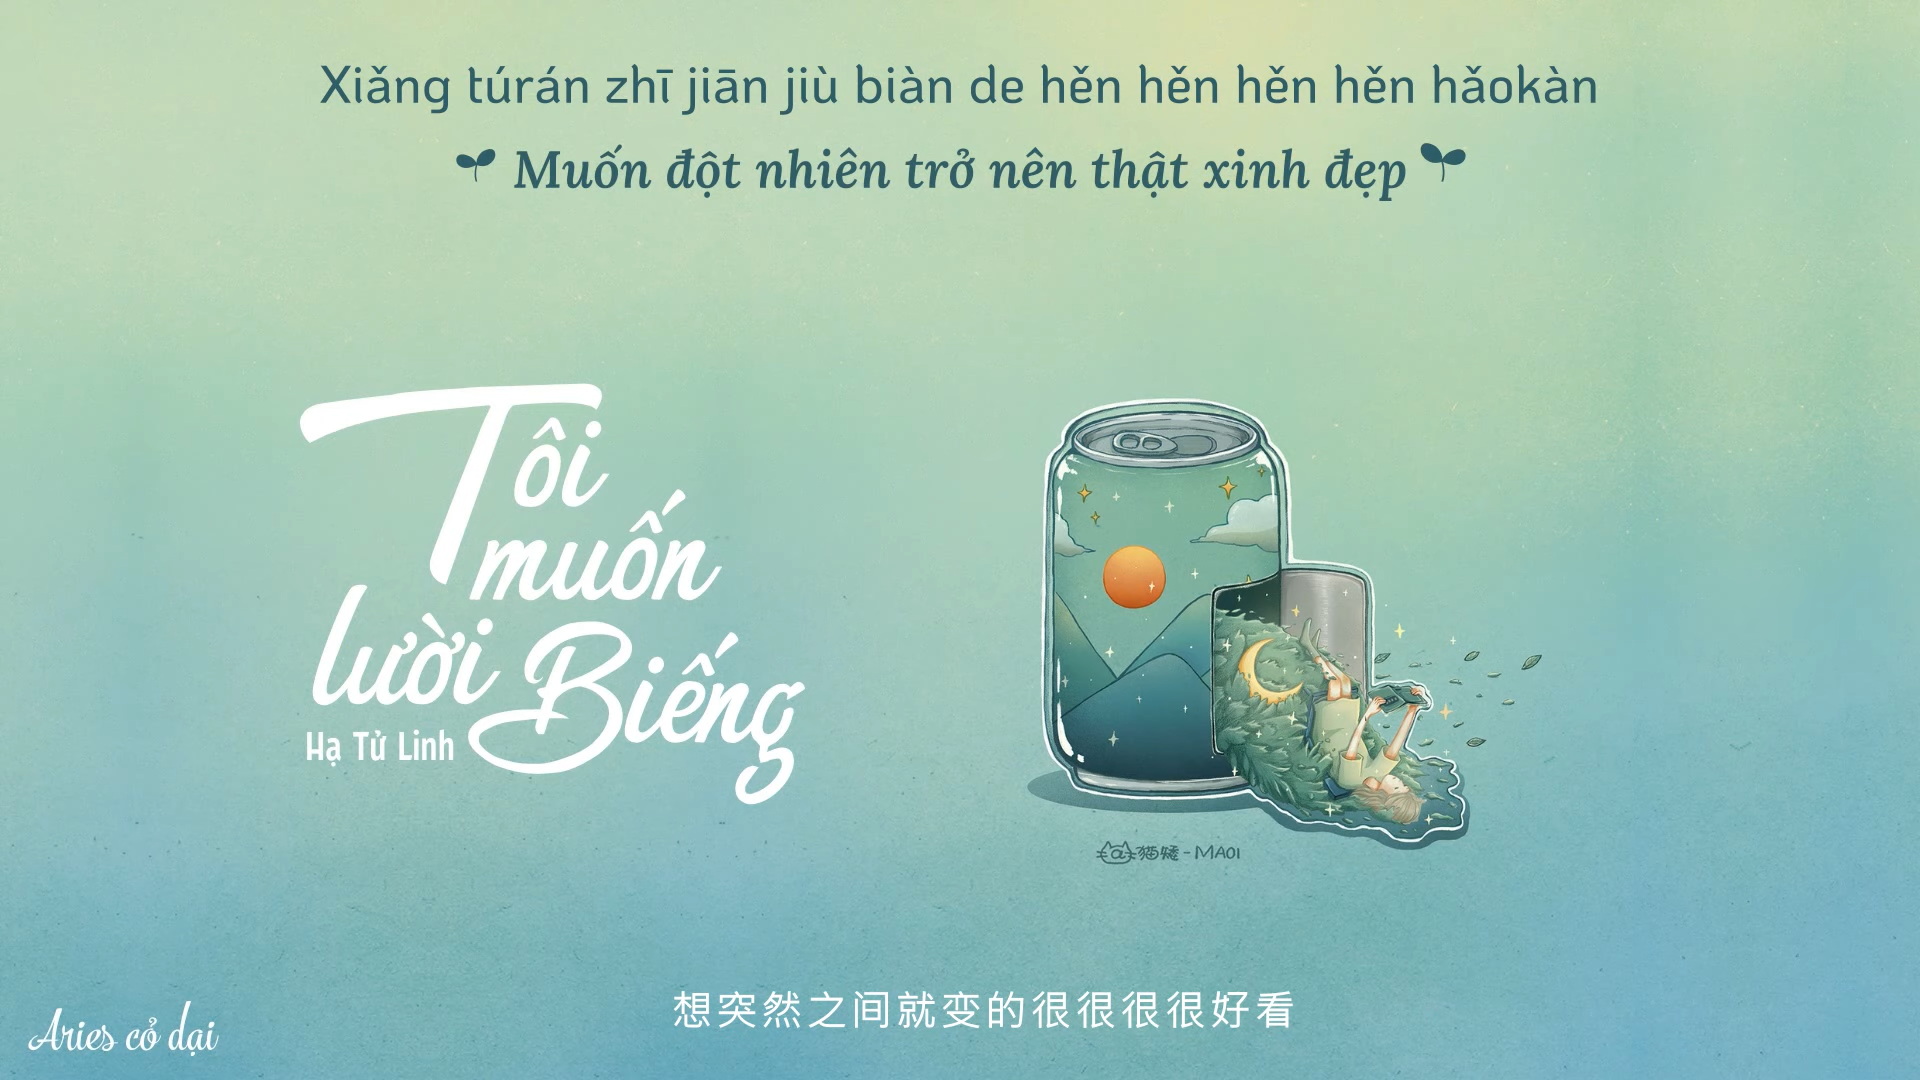 Xiǎng túrán zhī jiān jiù biàn de hěn hěn hěn hěn hǎokàn
Muốn đột nhiên trở nên thật xinh đẹp
Tôi
muốn
lười Biếng
Hạ Tử Linh
猫矮-MAOI
想突然之间就变的很很很很好看
Aries cỏ dại